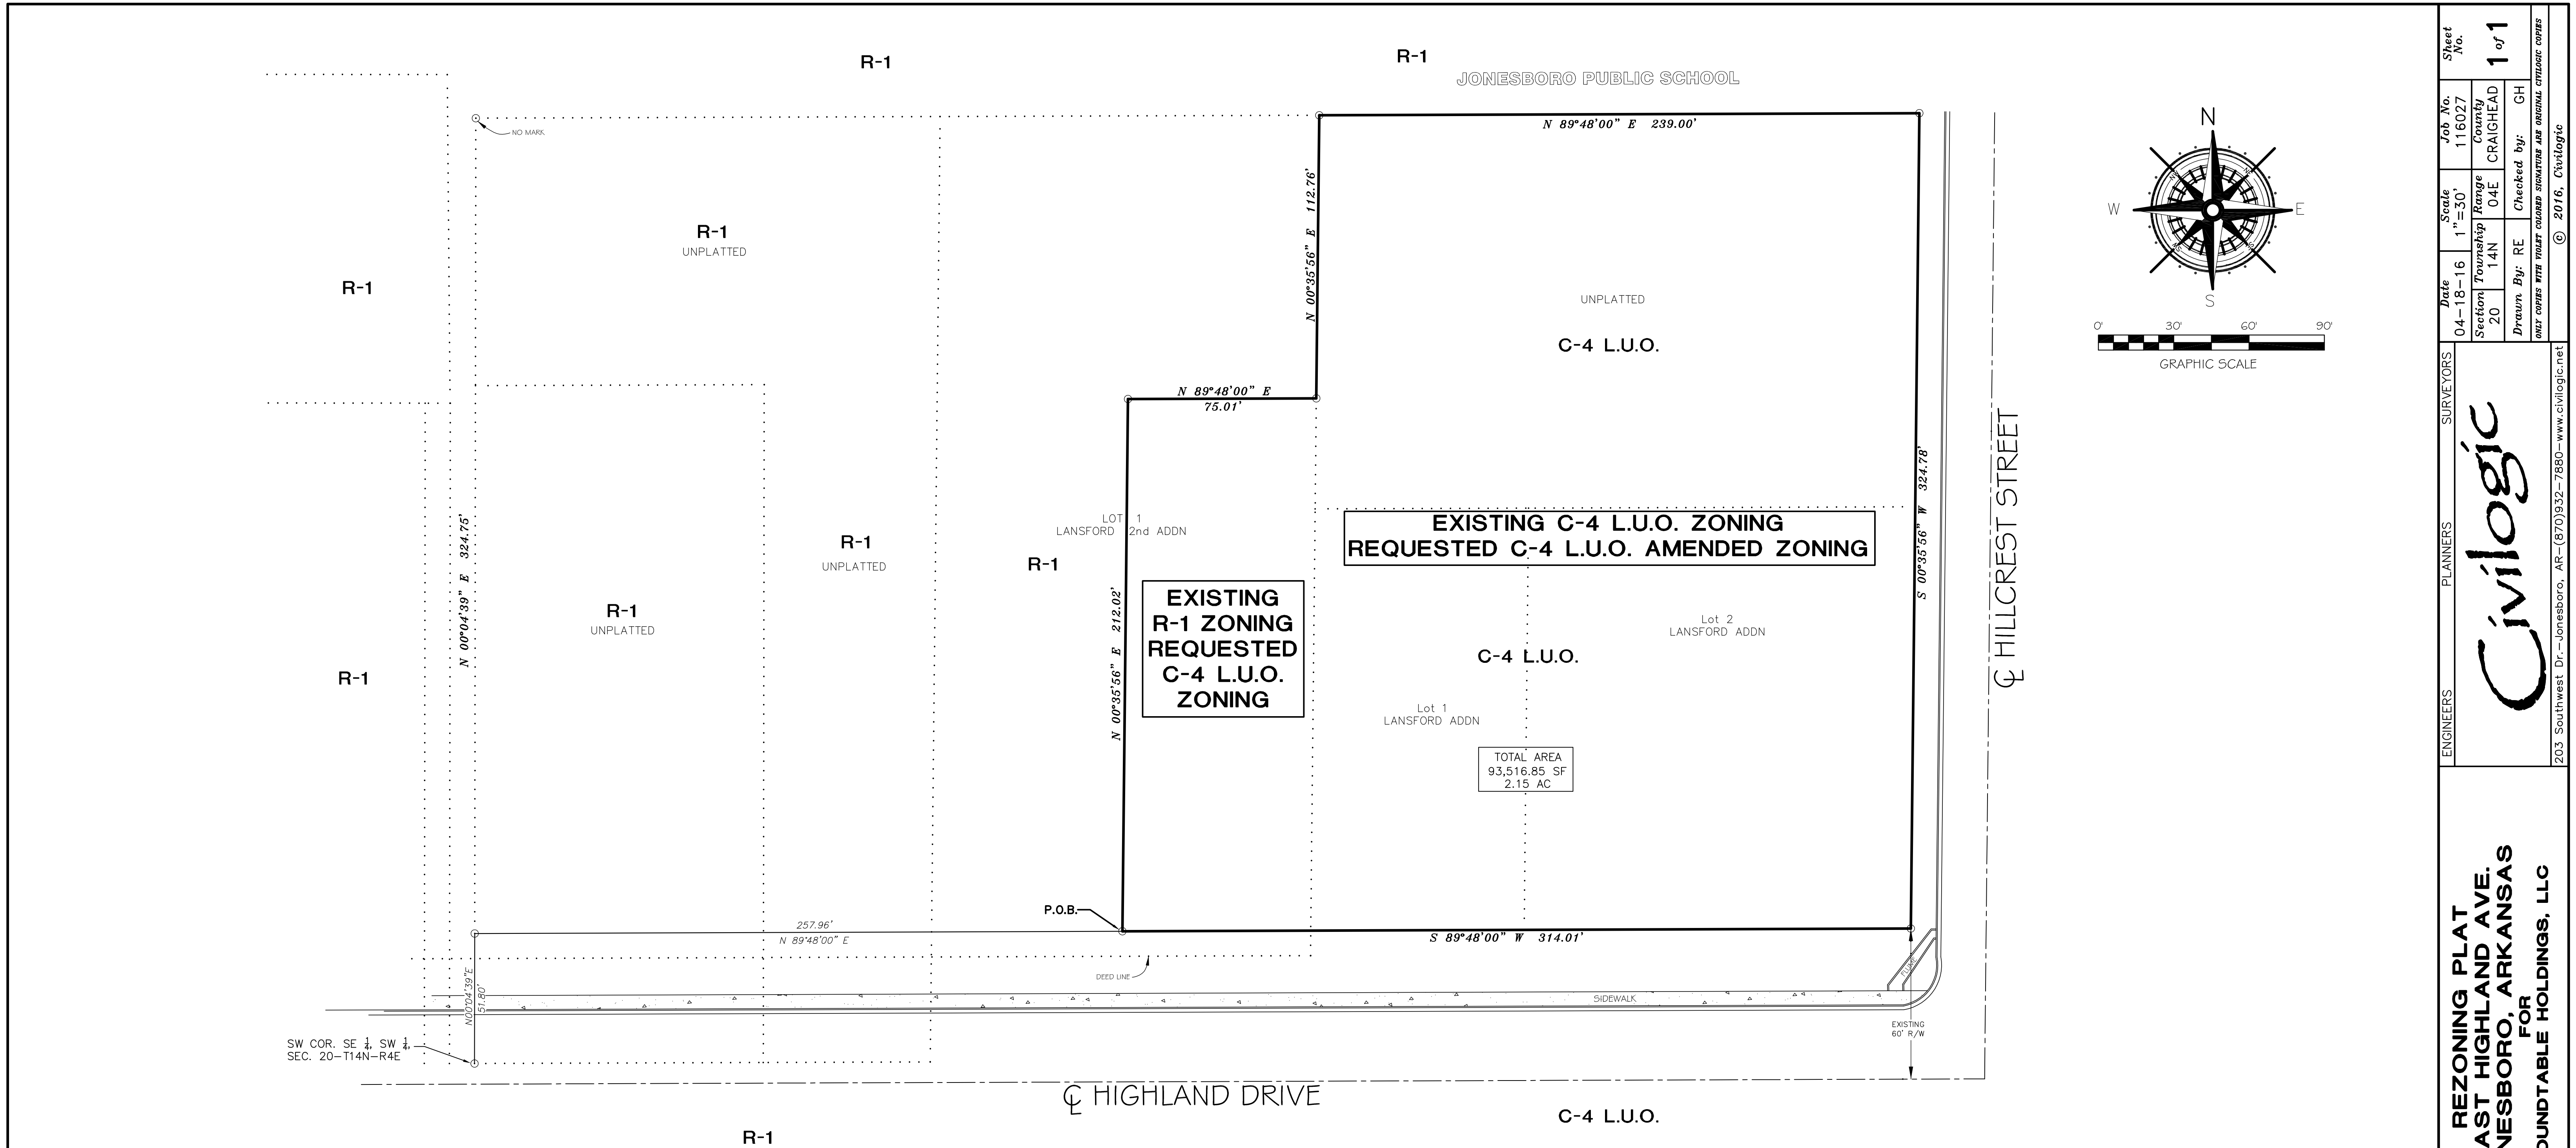 R-1
R-1
JONESBORO PUBLIC SCHOOL
NO MARK
N 89°48'00" E 239.00'
N 00°35'56" E 112.76'
R-1
UNPLATTED
R-1
UNPLATTED
C-4 L.U.O.
N 89°48'00" E
75.01'
N 00°04'39" E 324.75'
LOT 1
LANSFORD 2nd ADDN
R-1
UNPLATTED
R-1
R-1
UNPLATTED
R-1
N 00°35'56" E 212.02'
EXISTING
R-1 ZONING
REQUESTED
C-4 L.U.O.
ZONING
EXISTING C-4 L.U.O. ZONING
REQUESTED C-4 L.U.O. AMENDED ZONING
S 00°35'56" W 324.78'
Lot 2
LANSFORD ADDN
C-4 L.U.O.
Lot 1
LANSFORD ADDN
TOTAL AREA
93,516.85 SF
2.15 AC
℄ HILLCREST STREET
P.O.B.
257.96'
N 89°48'00" E
S 89°48'00" W 314.01'
DEED LINE
N00°04'39"E
51.80'
FLUME
SIDEWALK
EXISTING
60' R/W
SW COR. SE ¼, SW ¼,
SEC. 20-T14N-R4E
℄ HIGHLAND DRIVE
R-1
C-4 L.U.O.
N
W
E
S
NW
NE
SW
SE
0' 30' 60' 90'
GRAPHIC SCALE
Date
04-18-16
Scale
1"=30'
Job No.
116027
Sheet
No.
1 of 1
Section
20
Township
14N
Range
04E
County
CRAIGHEAD
Drawn By: RE
Checked by: GH
ONLY COPIES WITH VIOLET COLORED SIGNATURE ARE ORIGINAL CIVILOGIC COPIES
© 2016, Civilogic
ENGINEERS PLANNERS SURVEYORS
Civilogic
203 Southwest Dr.-Jonesboro, AR-(870)932-7880-www.civilogic.net
REZONING PLAT
AST HIGHLAND AVE.
NESBORO, ARKANSAS
FOR
OUNDTABLE HOLDINGS, LLC